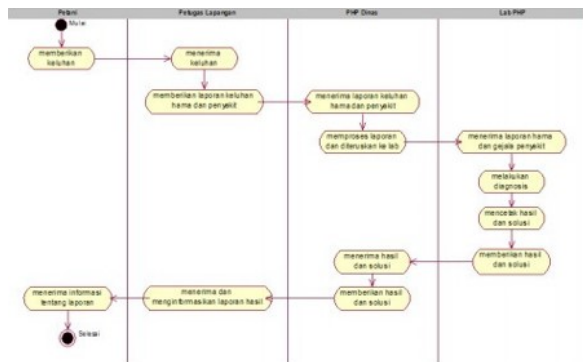 Petani
Petugas Lapangan
PHP Dinas
Lab PHP
Mulai
memberikan
keluhan
menerima
keluhan
memberikan laporan keluhan
hama dan penyakit
menerima laporan keluhan
hama dan penyakit
memproses laporan
dan diteruskan ke lab
menerima laporan hama
dan gejala penyakit
melakukan
diagnosis
mencetak hasil
dan solusi
memberikan hasil
dan solusi
menerima hasil
dan solusi
memberikan hasil
dan solusi
menerima dan
menginformasikan laporan hasil
menerima informasi
tentang laporan
Selesai